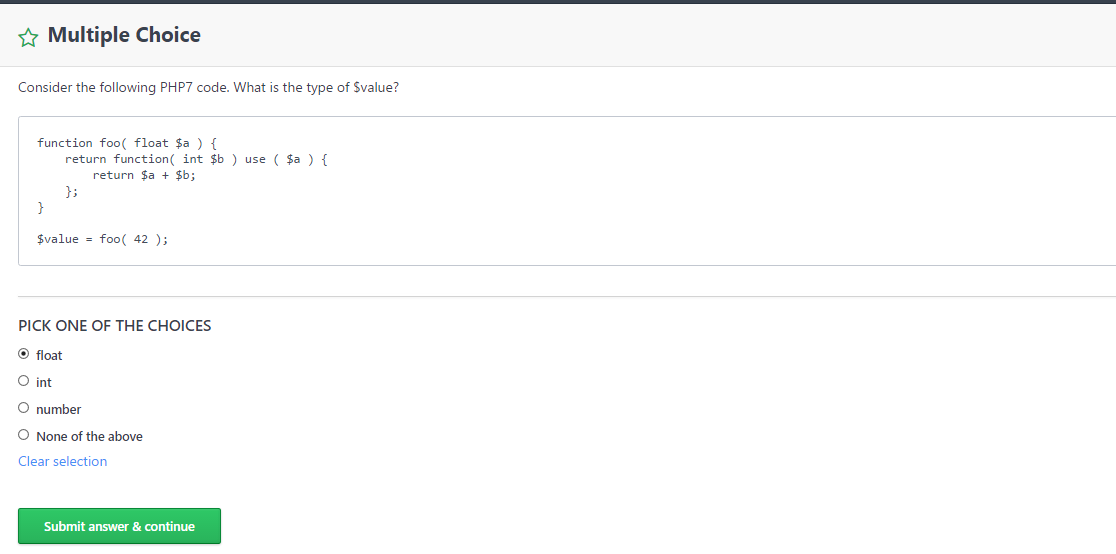 Multiple Choice
Consider the following PHP7 code. What is the type of $value?
function foo( float $a ) {
    return function( int $b ) use ( $a ) {
        return $a + $b;
    };
}
$value = foo( 42 );
PICK ONE OF THE CHOICES
float
int
number
None of the above
Clear selection
Submit answer & continue